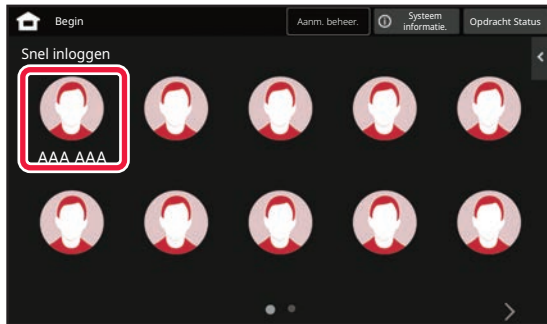 Begin
Aanm. beheer.
Systeem
informatie.
Opdracht Status
Snel inloggen
AAA AAA